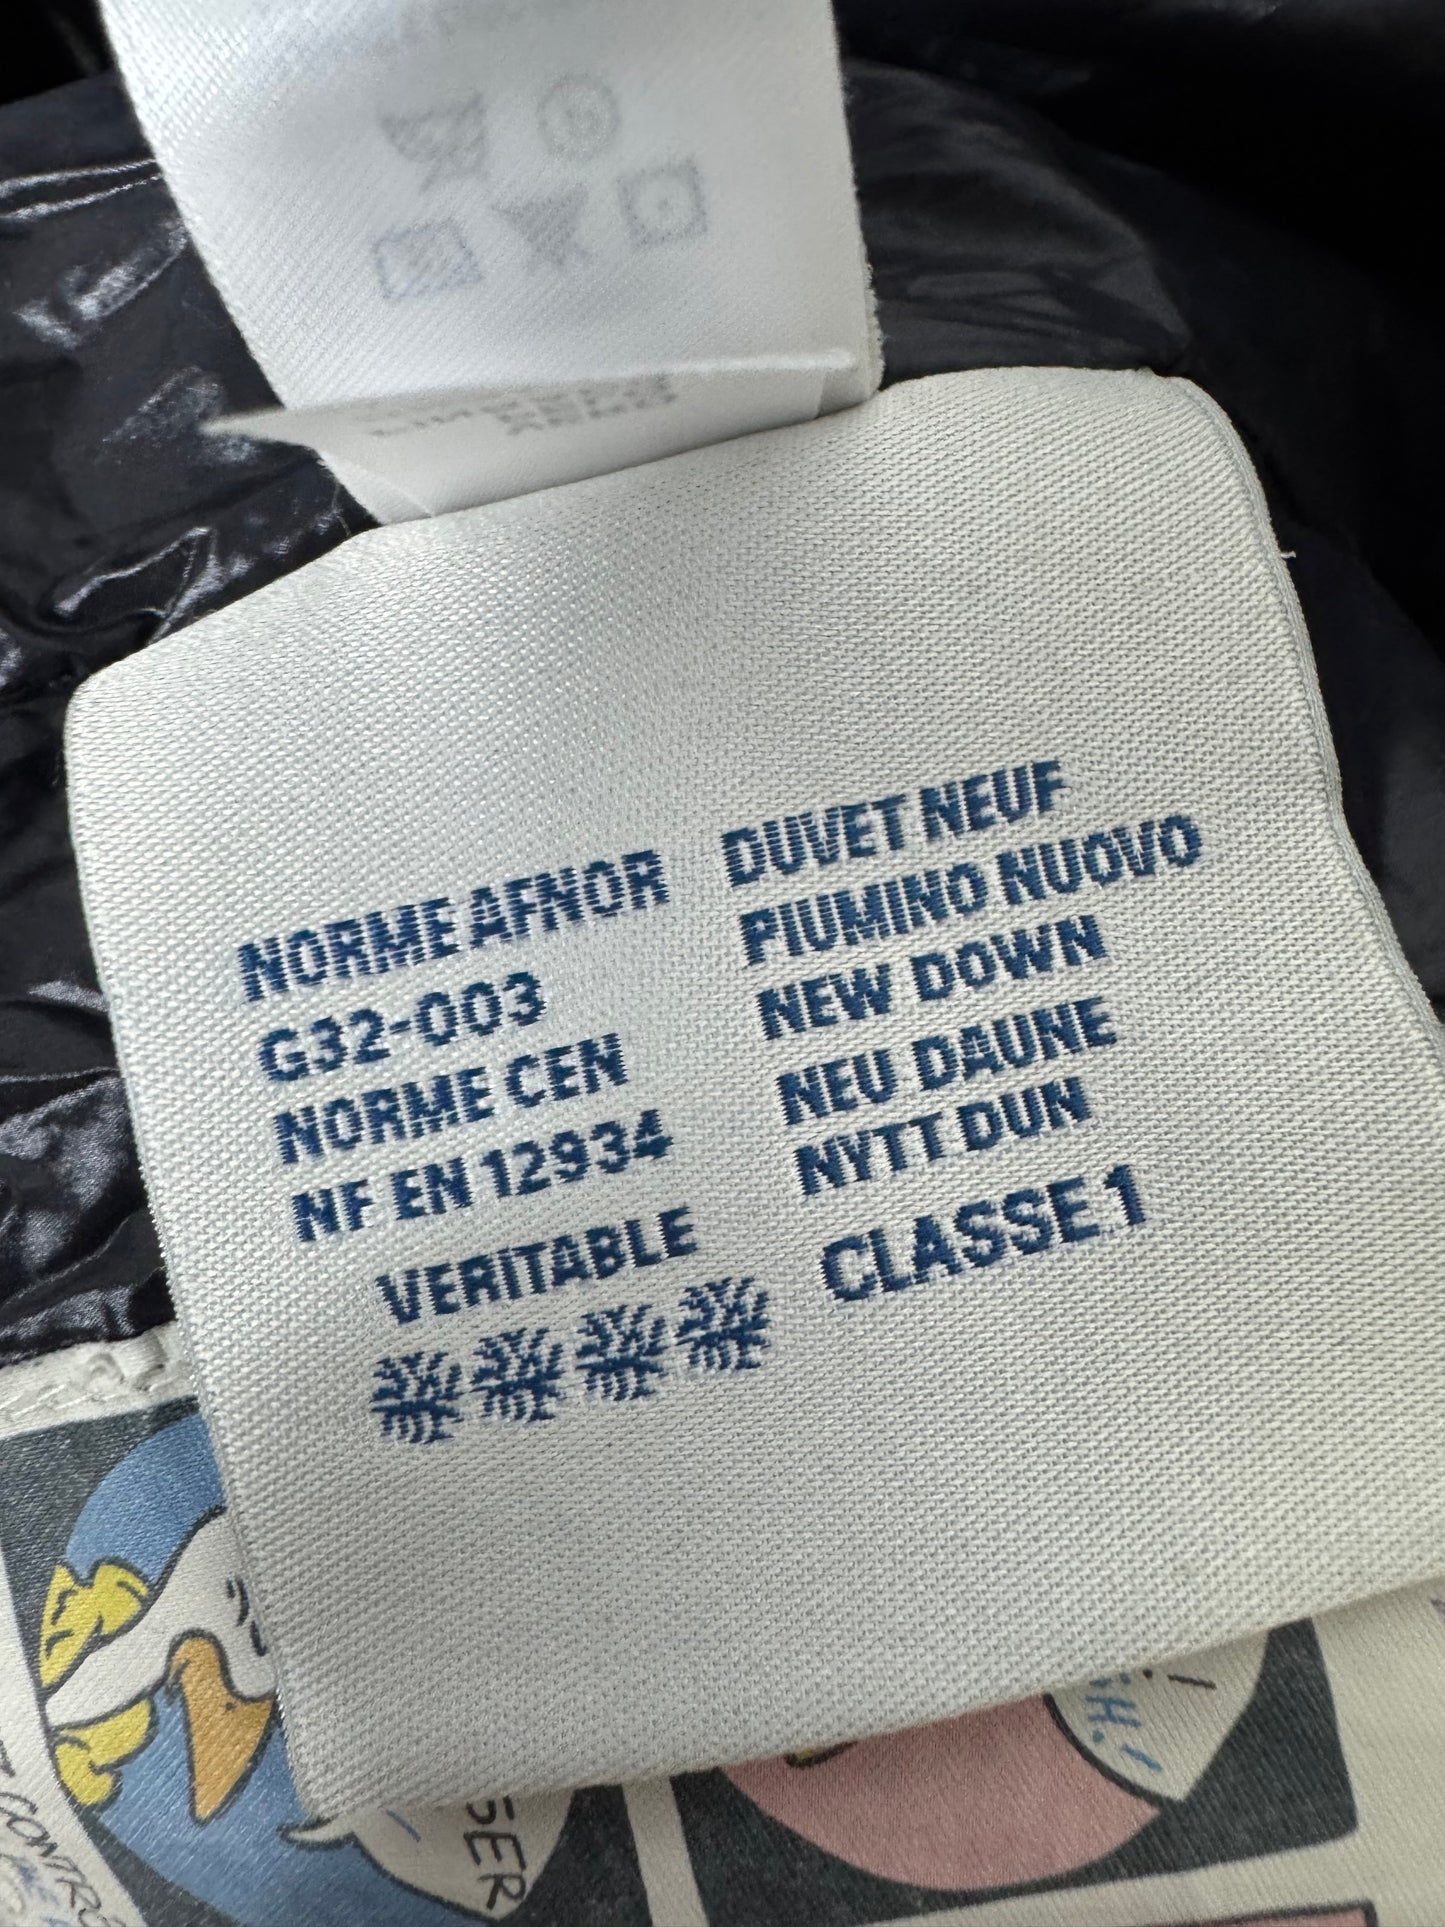 NORME AFNOR
G32-003
NORME CEN
NF EN 12934
VERITABLE
DUVET NEUF
PIUMINO NUOVO
NEW DOWN
NEU DAUNE
NYTT DUN
CLASSE 1
SER